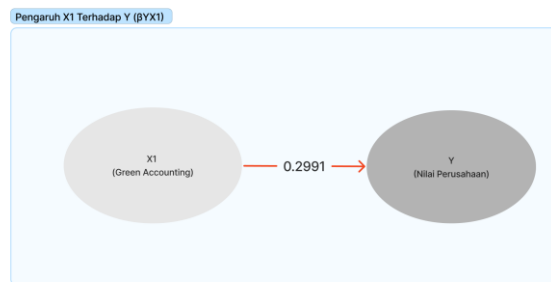 Pengaruh X1 Terhadap Y (βYX1)
X1
(Green Accounting)
0.2991
Y
(Nilai Perusahaan)